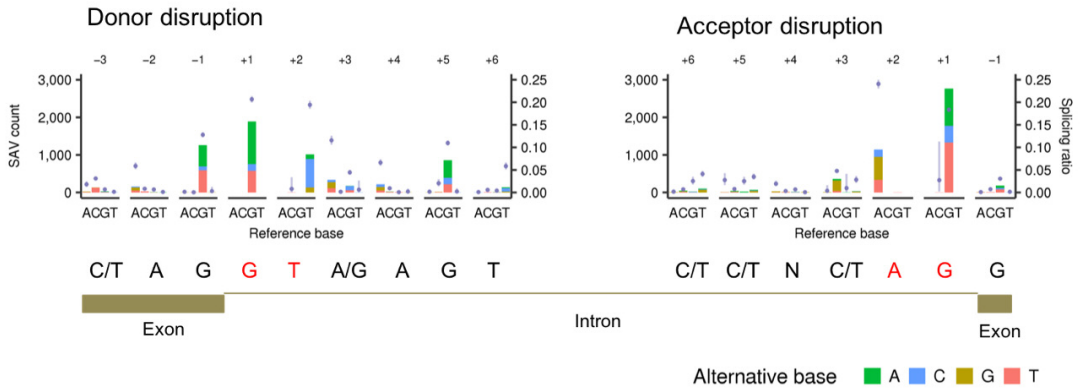 Donor disruption
Acceptor disruption
−3 −2 −1 +1 +2 +3 +4 +5 +6
+6 +5 +4 +3 +2 +1 −1
SAV count
3,000
2,000
1,000
0
0.25
0.20
0.15
0.10
0.05
0.00
ACGT ACGT ACGT ACGT ACGT ACGT ACGT ACGT ACGT
Reference base
3,000
2,000
1,000
0
0.25
0.20
0.15
0.10
0.05
0.00
Splicing ratio
ACGT ACGT ACGT ACGT ACGT ACGT ACGT
Reference base
C/T A G G T A/G A G T
C/T C/T N C/T A G G
Exon
Intron
Exon
Alternative base A C G T